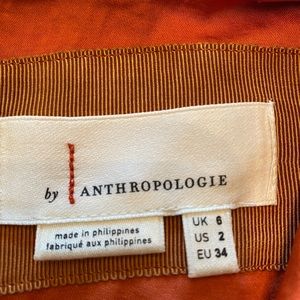 by ANTHROPOLOGIE
made in philippines
fabriqué aux philippines
UK 6
US 2
EU 34